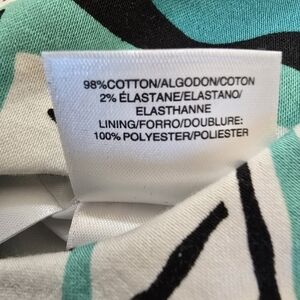 98%COTTON/ALGODON/COTON
2% ÉLASTANE/ELASTANO/
ELASTHANNE
LINING/FORRO/DOUBLURE:
100% POLYESTER/POLIESTER